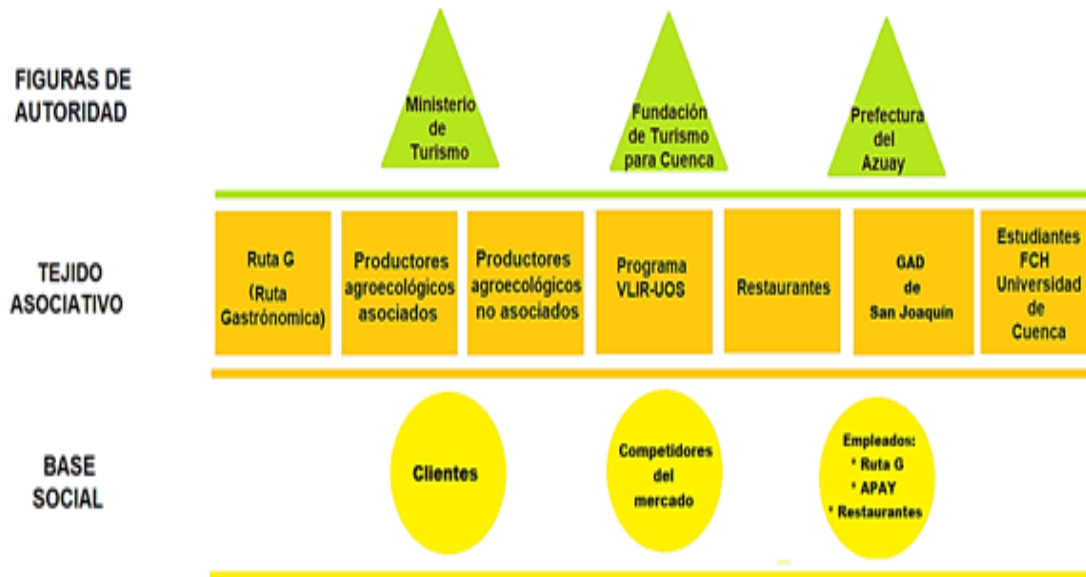 FIGURAS DE
AUTORIDAD
Ministerio
de
Turismo
Fundación
de Turismo
para Cuenca
Prefectura
del
Azuay
TEJIDO
ASOCIATIVO
Ruta G
(Ruta
Gastrónomica)
Productores
agroecológicos
asociados
Productores
agroecológicos
no asociados
Programa
VLIR-UOS
Restaurantes
GAD
de
San Joaquín
Estudiantes
FCH
Universidad
de
Cuenca
BASE
SOCIAL
Clientes
Competidores
del
mercado
Empleados:
* Ruta G
* APAY
* Restaurantes